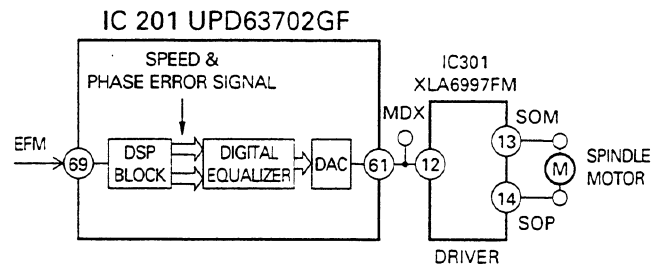 IC 201 UPD63702GF
SPEED &
PHASE ERROR SIGNAL
IC301
XLA6997FM
EFM
69
DSP
BLOCK
DIGITAL
EQUALIZER
DAC
61
MDX
12
13
SOM
M
SPINDLE
MOTOR
14
SOP
DRIVER